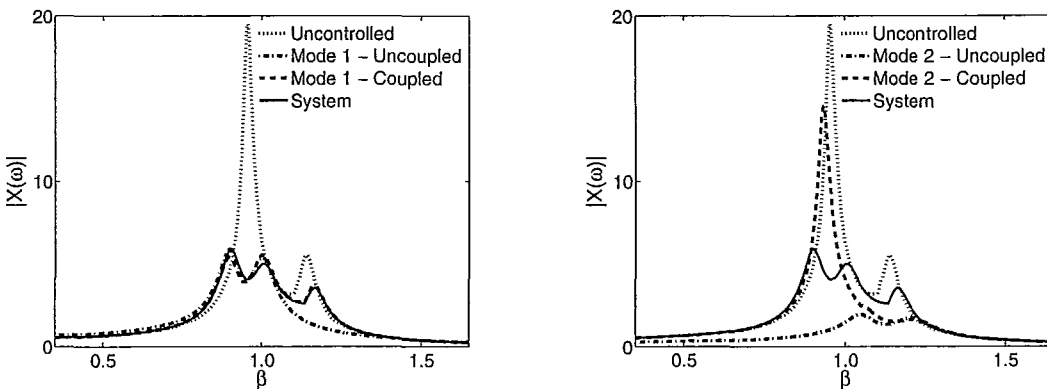 20
10
0
0.5
1.0
1.5
β
|X(ω)|
Uncontrolled
Mode 1 – Uncoupled
Mode 1 – Coupled
System
20
10
0
0.5
1.0
1.5
β
|X(ω)|
Uncontrolled
Mode 2 – Uncoupled
Mode 2 – Coupled
System